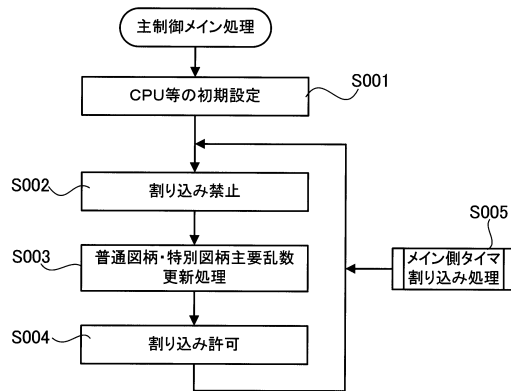 主制御メイン処理
CPU等の初期設定
S001
S002
割り込み禁止
S005
S003
普通図柄・特別図柄主要乱数
更新処理
メイン側タイマ
割り込み処理
S004
割り込み許可